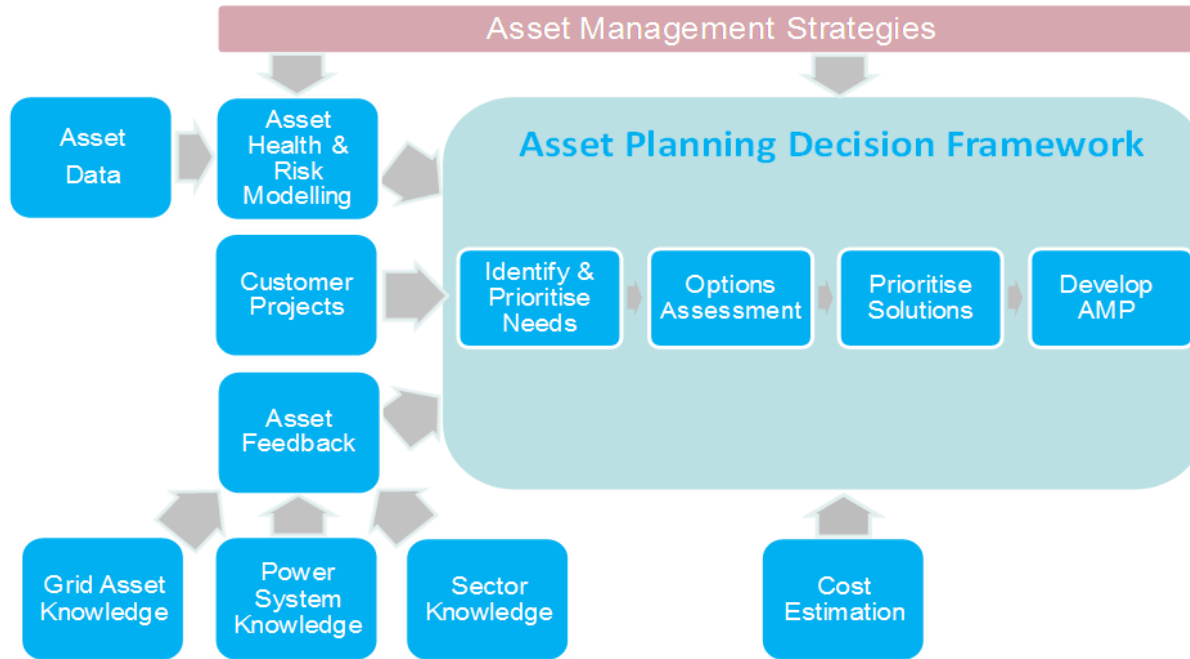 Asset Management Strategies
Asset
Data
Asset
Health &
Risk
Modelling
Asset Planning Decision Framework
Customer
Projects
Identify &
Prioritise
Needs
Options
Assessment
Prioritise
Solutions
Develop
AMP
Asset
Feedback
Grid Asset
Knowledge
Power
System
Knowledge
Sector
Knowledge
Cost
Estimation